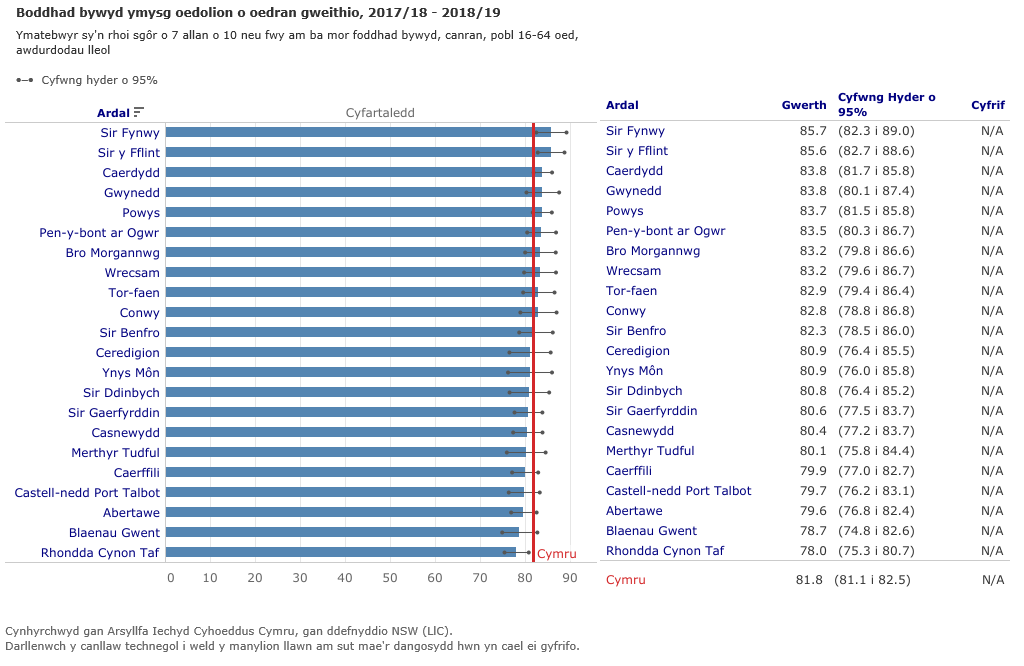 Boddhad bywyd ymysg oedolion o oedran gweithio, 2017/18 - 2018/19
Ymatebwyr sy'n rhoi sgôr o 7 allan o 10 neu fwy am ba mor foddhad bywyd, canran, pobl 16-64 oed,
awdurdodau lleol
Cyfwng hyder o 95%
Ardal Cyfartaledd
Sir Fynwy
Sir y Fflint
Caerdydd
Gwynedd
Powys
Pen-y-bont ar Ogwr
Bro Morgannwg
Wrecsam
Tor-faen
Conwy
Sir Benfro
Ceredigion
Ynys Môn
Sir Ddinbych
Sir Gaerfyrddin
Casnewydd
Merthyr Tudful
Caerffili
Castell-nedd Port Talbot
Abertawe
Blaenau Gwent
Rhondda Cynon Taf
Cymru
0 10 20 30 40 50 60 70 80 90
Ardal Gwerth Cyfwng Hyder o
95% Cyfrif
Sir Fynwy 85.7 (82.3 i 89.0) N/A
Sir y Fflint 85.6 (82.7 i 88.6) N/A
Caerdydd 83.8 (81.7 i 85.8) N/A
Gwynedd 83.8 (80.1 i 87.4) N/A
Powys 83.7 (81.5 i 85.8) N/A
Pen-y-bont ar Ogwr 83.5 (80.3 i 86.7) N/A
Bro Morgannwg 83.2 (79.8 i 86.6) N/A
Wrecsam 83.2 (79.6 i 86.7) N/A
Tor-faen 82.9 (79.4 i 86.4) N/A
Conwy 82.8 (78.8 i 86.8) N/A
Sir Benfro 82.3 (78.5 i 86.0) N/A
Ceredigion 80.9 (76.4 i 85.5) N/A
Ynys Môn 80.9 (76.0 i 85.8) N/A
Sir Ddinbych 80.8 (76.4 i 85.2) N/A
Sir Gaerfyrddin 80.6 (77.5 i 83.7) N/A
Casnewydd 80.4 (77.2 i 83.7) N/A
Merthyr Tudful 80.1 (75.8 i 84.4) N/A
Caerffili 79.9 (77.0 i 82.7) N/A
Castell-nedd Port Talbot 79.7 (76.2 i 83.1) N/A
Abertawe 79.6 (76.8 i 82.4) N/A
Blaenau Gwent 78.7 (74.8 i 82.6) N/A
Rhondda Cynon Taf 78.0 (75.3 i 80.7) N/A
Cymru 81.8 (81.1 i 82.5) N/A
Cynhyrchwyd gan Arsyllfa Iechyd Cyhoeddus Cymru, gan ddefnyddio NSW (LlC).
Darllenwch y canllaw technegol i weld y manylion llawn am sut mae'r dangosydd hwn yn cael ei gyfrifo.